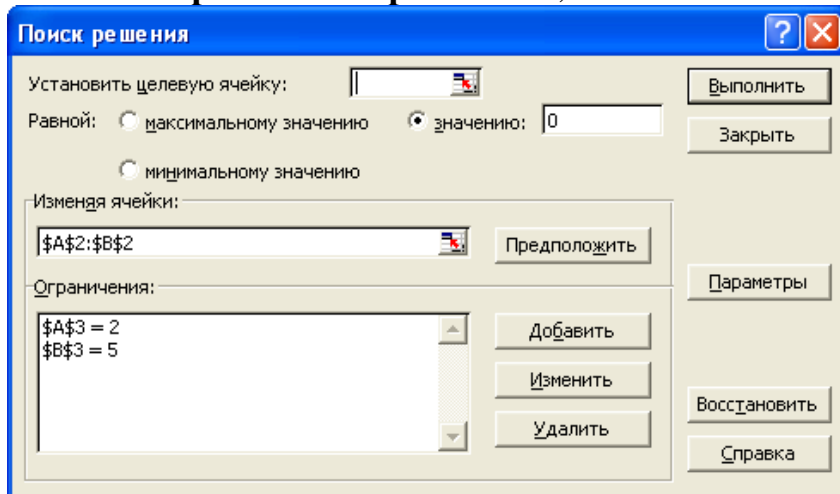 Поиск решения
Установить целевую ячейку:
Выполнить
Равной: максимальному значению значению: 0
Закрыть
минимальному значению
Изменяя ячейки:
$A$2:$B$2 Предположить
Ограничения:
Параметры
$A$3 = 2
$B$3 = 5
Добавить
Изменить
Восстановить
Удалить
Справка